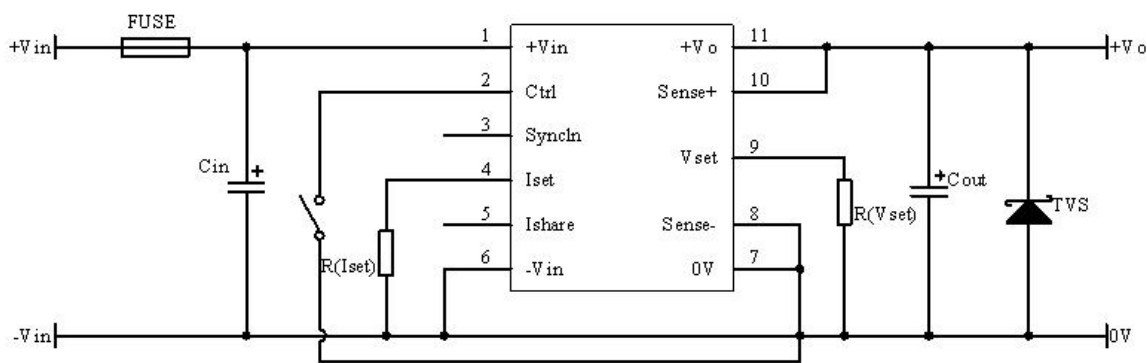 FUSE
+Vin
1
+Vin
+Vo
11
+Vo
2
Ctrl
Sense+
10
3
SyncIn
Cin
+
4
Iset
Vset
9
+
Cout
R(Vset)
TVS
5
Ishare
Sense-
8
R(Iset)
6
-Vin
0V
7
-Vin
0V